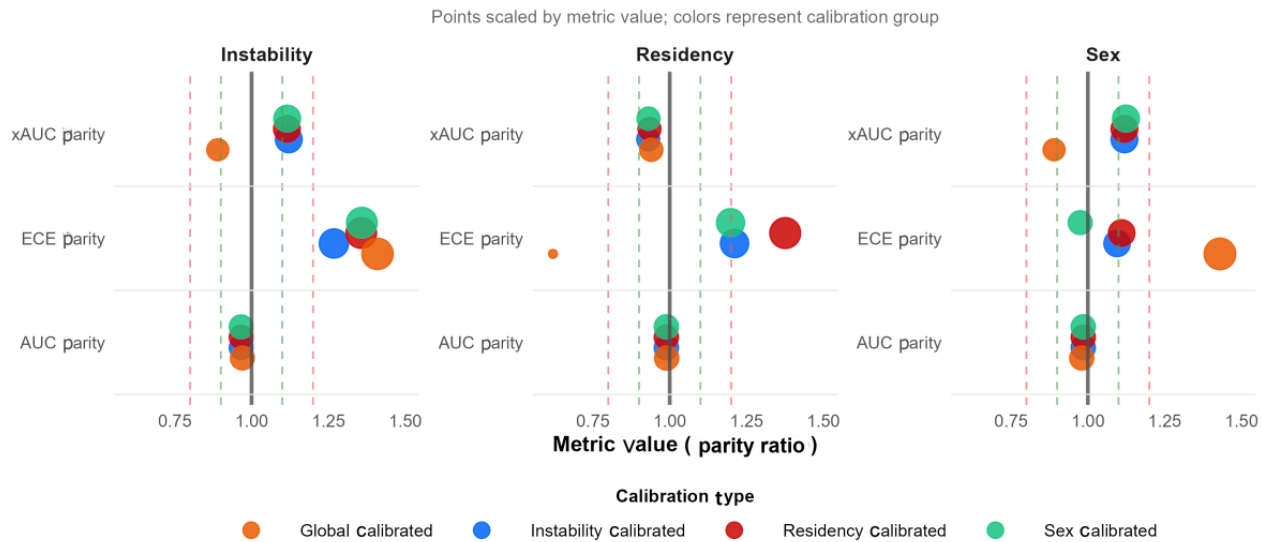 Points scaled by metric value; colors represent calibration group
Instability
Residency
Sex
xAUC parity
xAUC parity
xAUC parity
ECE parity
ECE parity
ECE parity
AUC parity
AUC parity
AUC parity
0.75 1.00 1.25 1.50
0.75 1.00 1.25 1.50
0.75 1.00 1.25 1.50
Metric value ( parity ratio )
Calibration type
Global calibrated
Instability calibrated
Residency calibrated
Sex calibrated